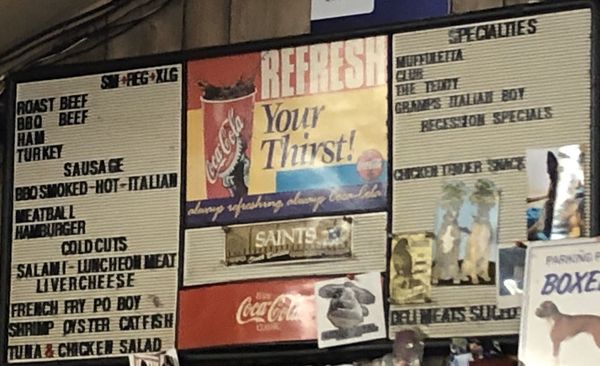 SM+REG+XLG
ROAST BEEF
BBQ BEEF
HAM
TURKEY
SAUSAGE
BBQ SMOKED-HOT-ITALIAN
MEATBALL
HAMBURGER
COLD CUTS
SALAMI-LUNCHEON MEAT
LIVERCHEESE
FRENCH FRY PO BOY
SHRIMP OYSTER CATFISH
TUNA & CHICKEN SALAD
REFRESH
Your
Thirst!
Coca-Cola
always refreshing, always Coca-Cola
SAINTS
Coca-Cola
CLASSIC
SPECIALTIES
MUFFULETTA
CLUB
THE TEDDY
GRAMPS ITALIAN BOY
RECESSION SPECIALS
CHICKEN TENDER SNACK
DELI MEATS SLICED
PARKING F
BOXE